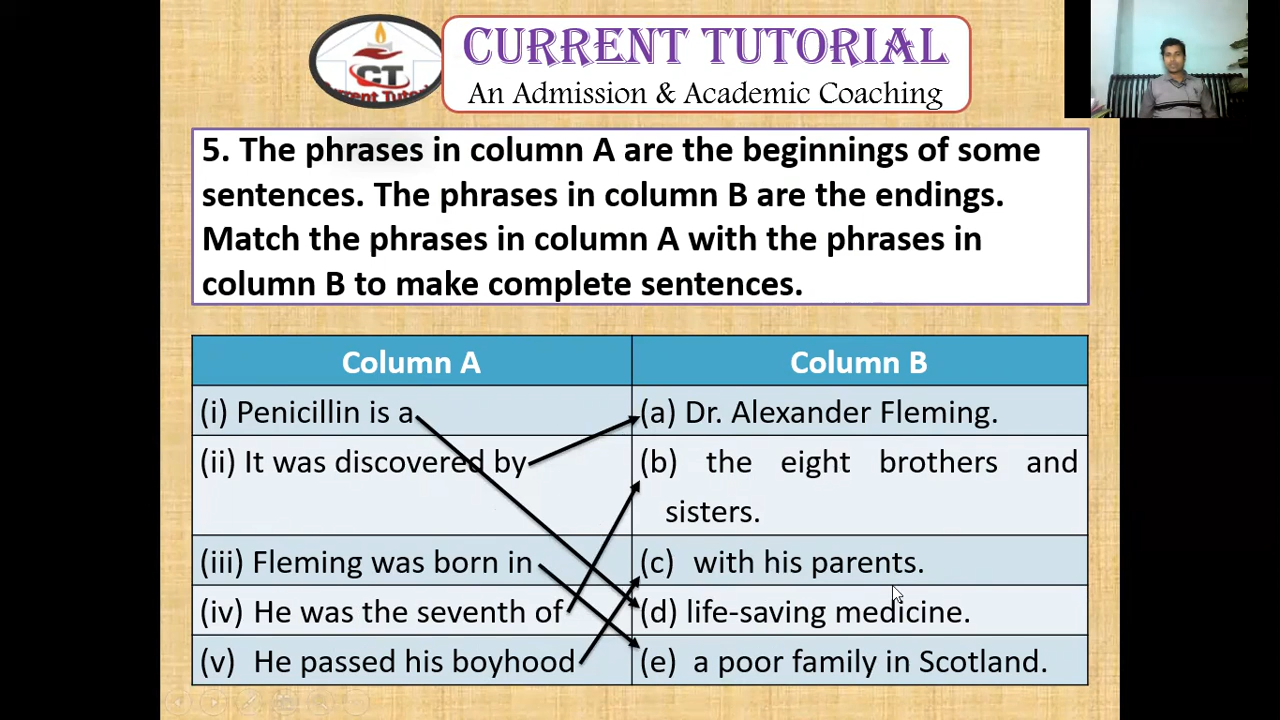 CURRENT TUTORIAL
An Admission & Academic Coaching
CT
Current Tutorial
5. The phrases in column A are the beginnings of some
sentences. The phrases in column B are the endings.
Match the phrases in column A with the phrases in
column B to make complete sentences.
Column A
Column B
(i) Penicillin is a
(a) Dr. Alexander Fleming.
(ii) It was discovered by
(b) the eight brothers and
sisters.
(iii) Fleming was born in
(c) with his parents.
(iv) He was the seventh of
(d) life-saving medicine.
(v) He passed his boyhood
(e) a poor family in Scotland.